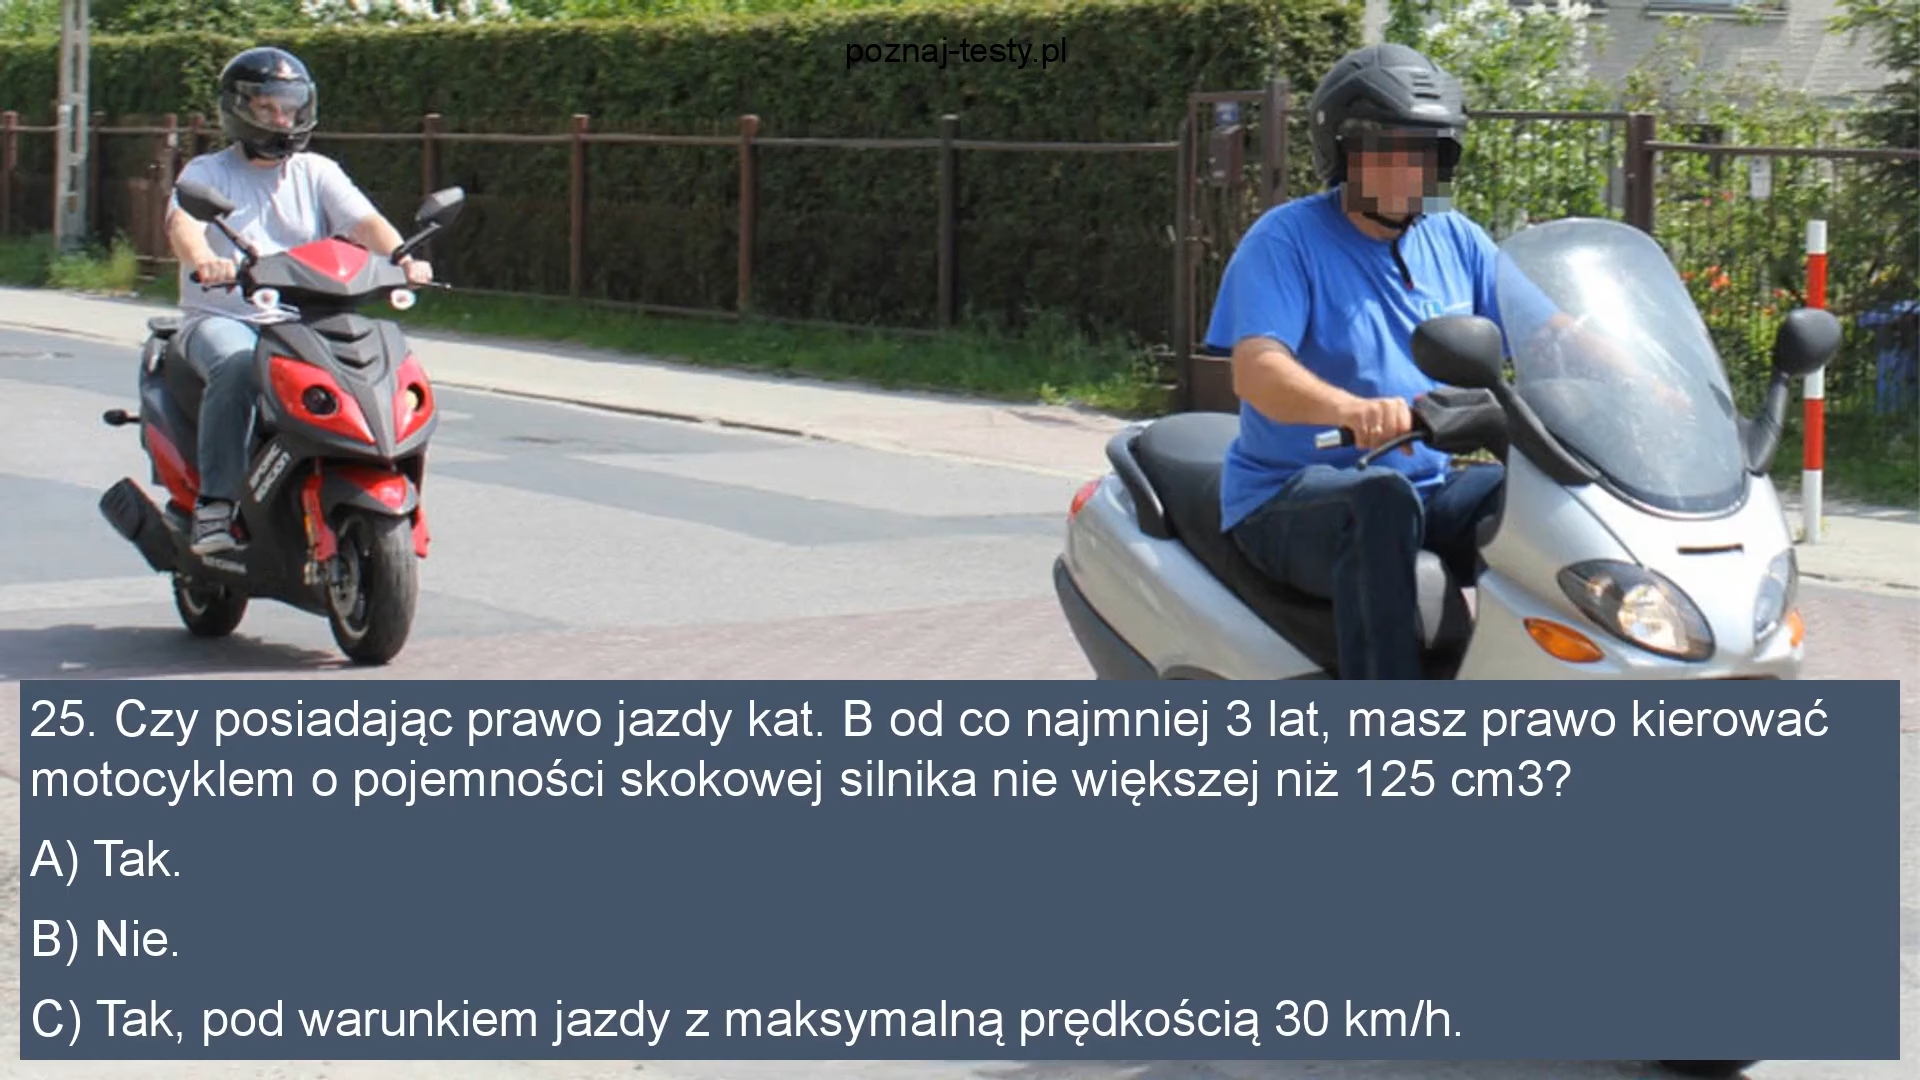 poznaj-testy.pl
25. Czy posiadając prawo jazdy kat. B od co najmniej 3 lat, masz prawo kierować
motocyklem o pojemności skokowej silnika nie większej niż 125 cm3?
A) Tak.
B) Nie.
C) Tak, pod warunkiem jazdy z maksymalną prędkością 30 km/h.